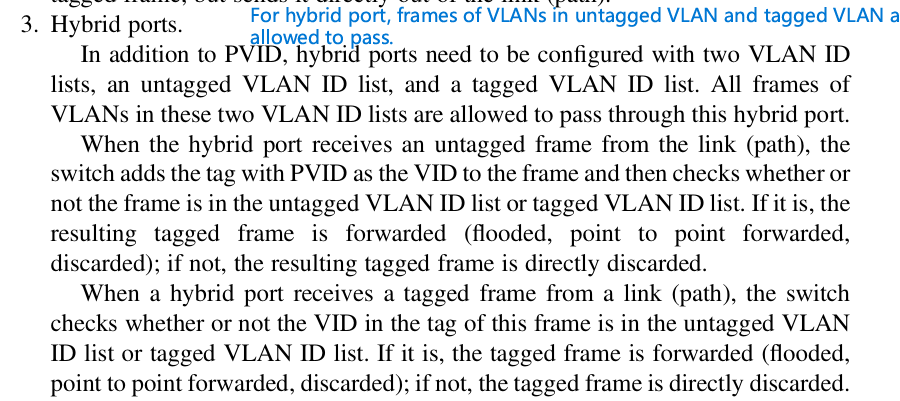 3. Hybrid ports.
For hybrid port, frames of VLANs in untagged VLAN and tagged VLAN a
allowed to pass.
In addition to PVID, hybrid ports need to be configured with two VLAN ID
lists, an untagged VLAN ID list, and a tagged VLAN ID list. All frames of
VLANs in these two VLAN ID lists are allowed to pass through this hybrid port.
When the hybrid port receives an untagged frame from the link (path), the
switch adds the tag with PVID as the VID to the frame and then checks whether or
not the frame is in the untagged VLAN ID list or tagged VLAN ID list. If it is, the
resulting tagged frame is forwarded (flooded, point to point forwarded,
discarded); if not, the resulting tagged frame is directly discarded.
When a hybrid port receives a tagged frame from a link (path), the switch
checks whether or not the VID in the tag of this frame is in the untagged VLAN
ID list or tagged VLAN ID list. If it is, the tagged frame is forwarded (flooded,
point to point forwarded, discarded); if not, the tagged frame is directly discarded.